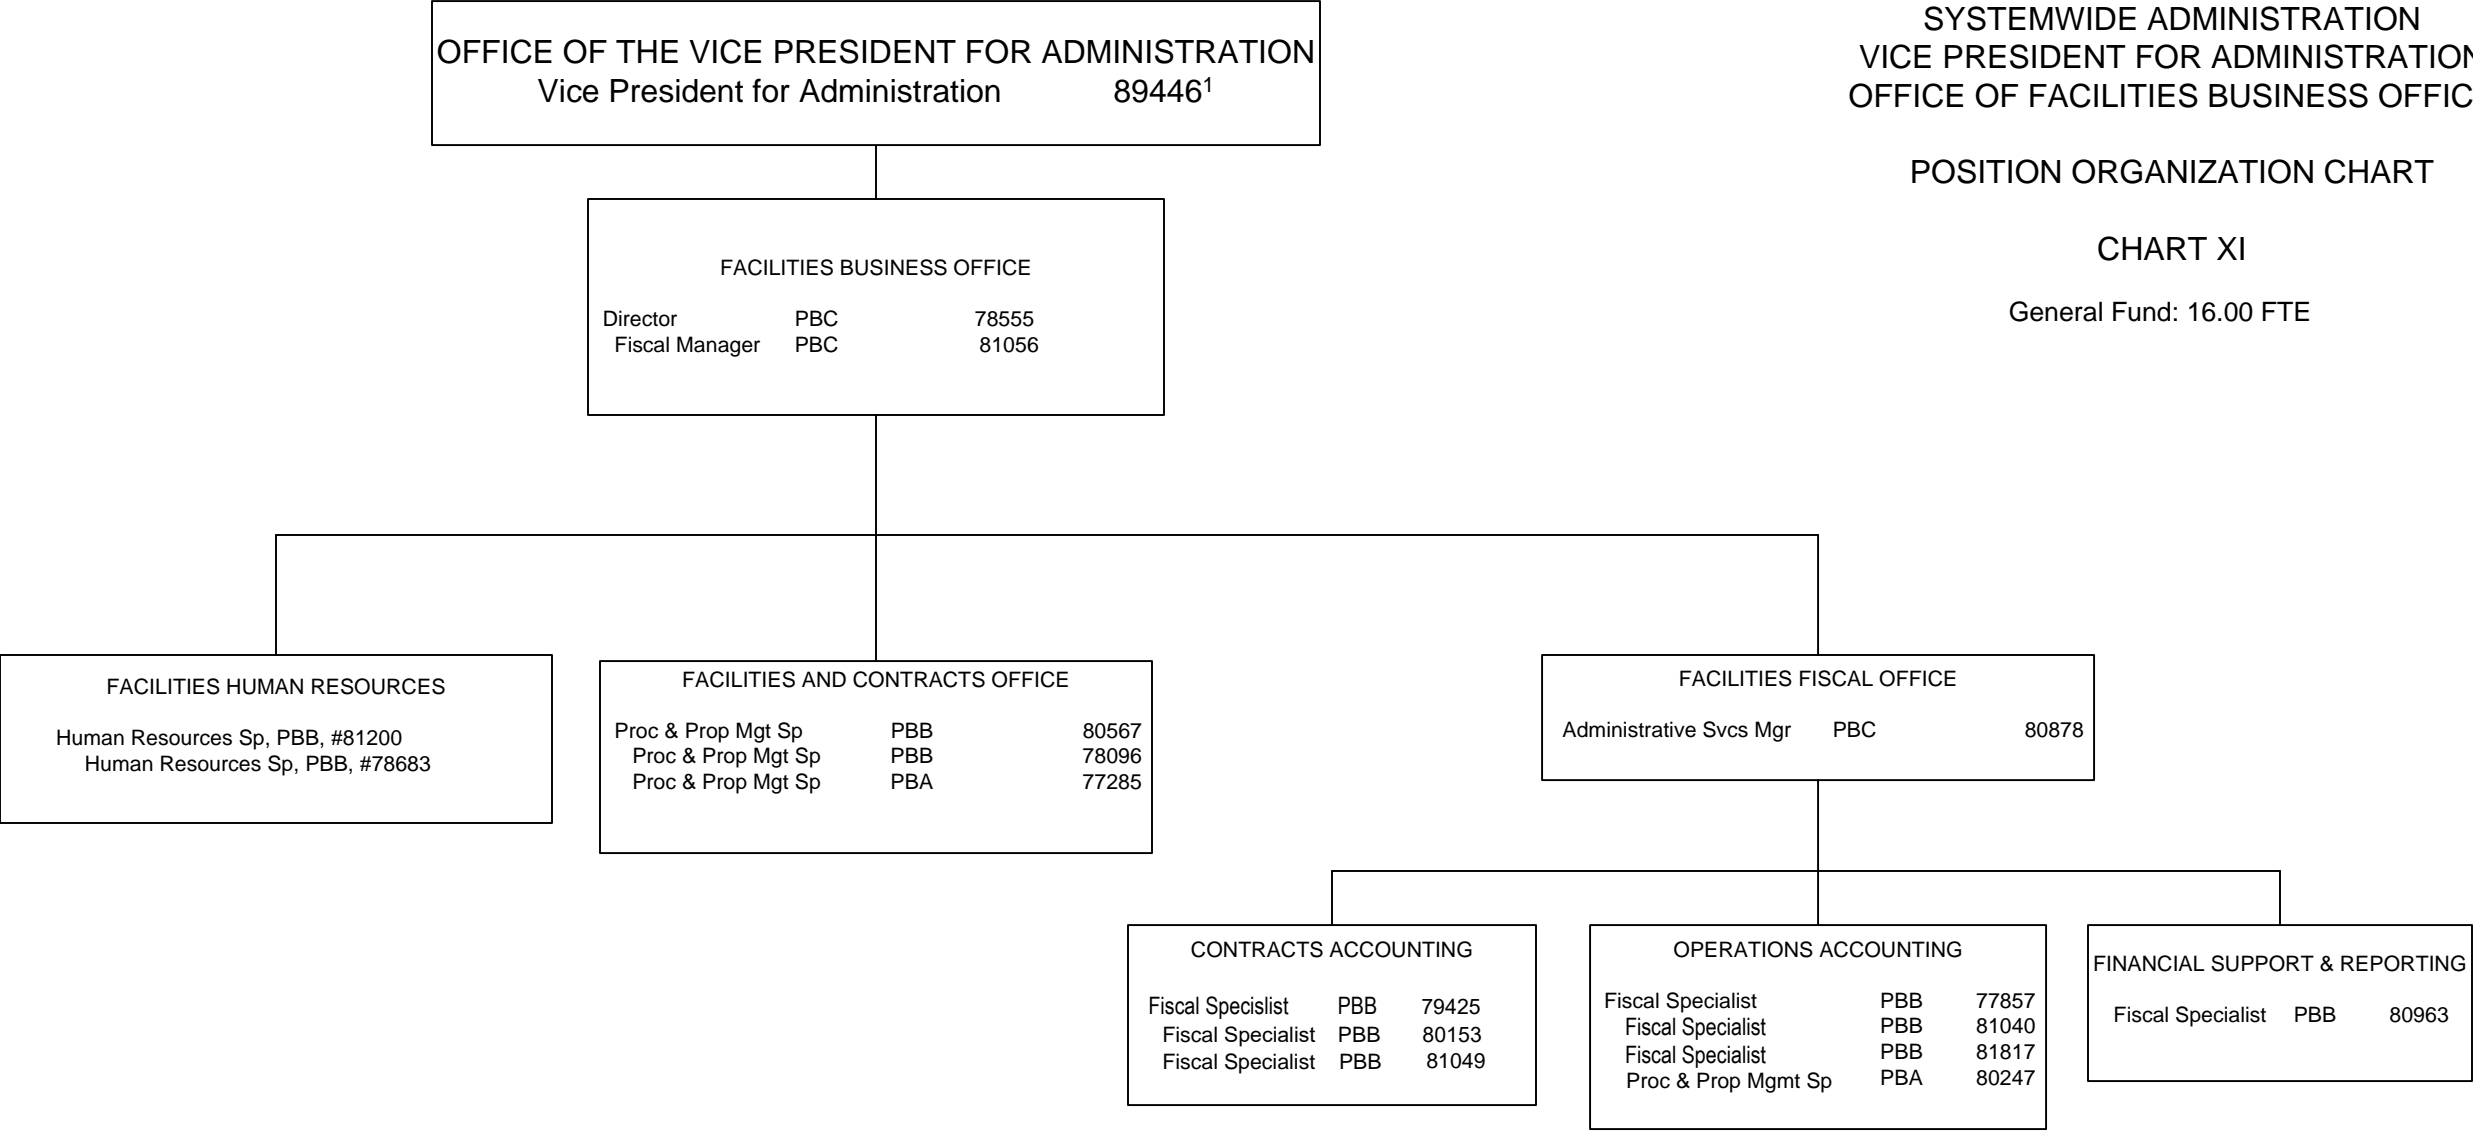 OFFICE OF THE VICE PRESIDENT FOR ADMINISTRATION
Vice President for Administration 89446¹
SYSTEMWIDE ADMINISTRATION
VICE PRESIDENT FOR ADMINISTRATION
OFFICE OF FACILITIES BUSINESS OFFIC
POSITION ORGANIZATION CHART
CHART XI
General Fund: 16.00 FTE
FACILITIES BUSINESS OFFICE
Director PBC 78555
Fiscal Manager PBC 81056
FACILITIES HUMAN RESOURCES
Human Resources Sp, PBB, #81200
Human Resources Sp, PBB, #78683
FACILITIES AND CONTRACTS OFFICE
Proc & Prop Mgt Sp PBB 80567
Proc & Prop Mgt Sp PBB 78096
Proc & Prop Mgt Sp PBA 77285
FACILITIES FISCAL OFFICE
Administrative Svcs Mgr PBC 80878
CONTRACTS ACCOUNTING
Fiscal Specislist PBB 79425
Fiscal Specialist PBB 80153
Fiscal Specialist PBB 81049
OPERATIONS ACCOUNTING
Fiscal Specialist PBB 77857
Fiscal Specialist PBB 81040
Fiscal Specialist PBB 81817
Proc & Prop Mgmt Sp PBA 80247
FINANCIAL SUPPORT & REPORTING
Fiscal Specialist PBB 80963